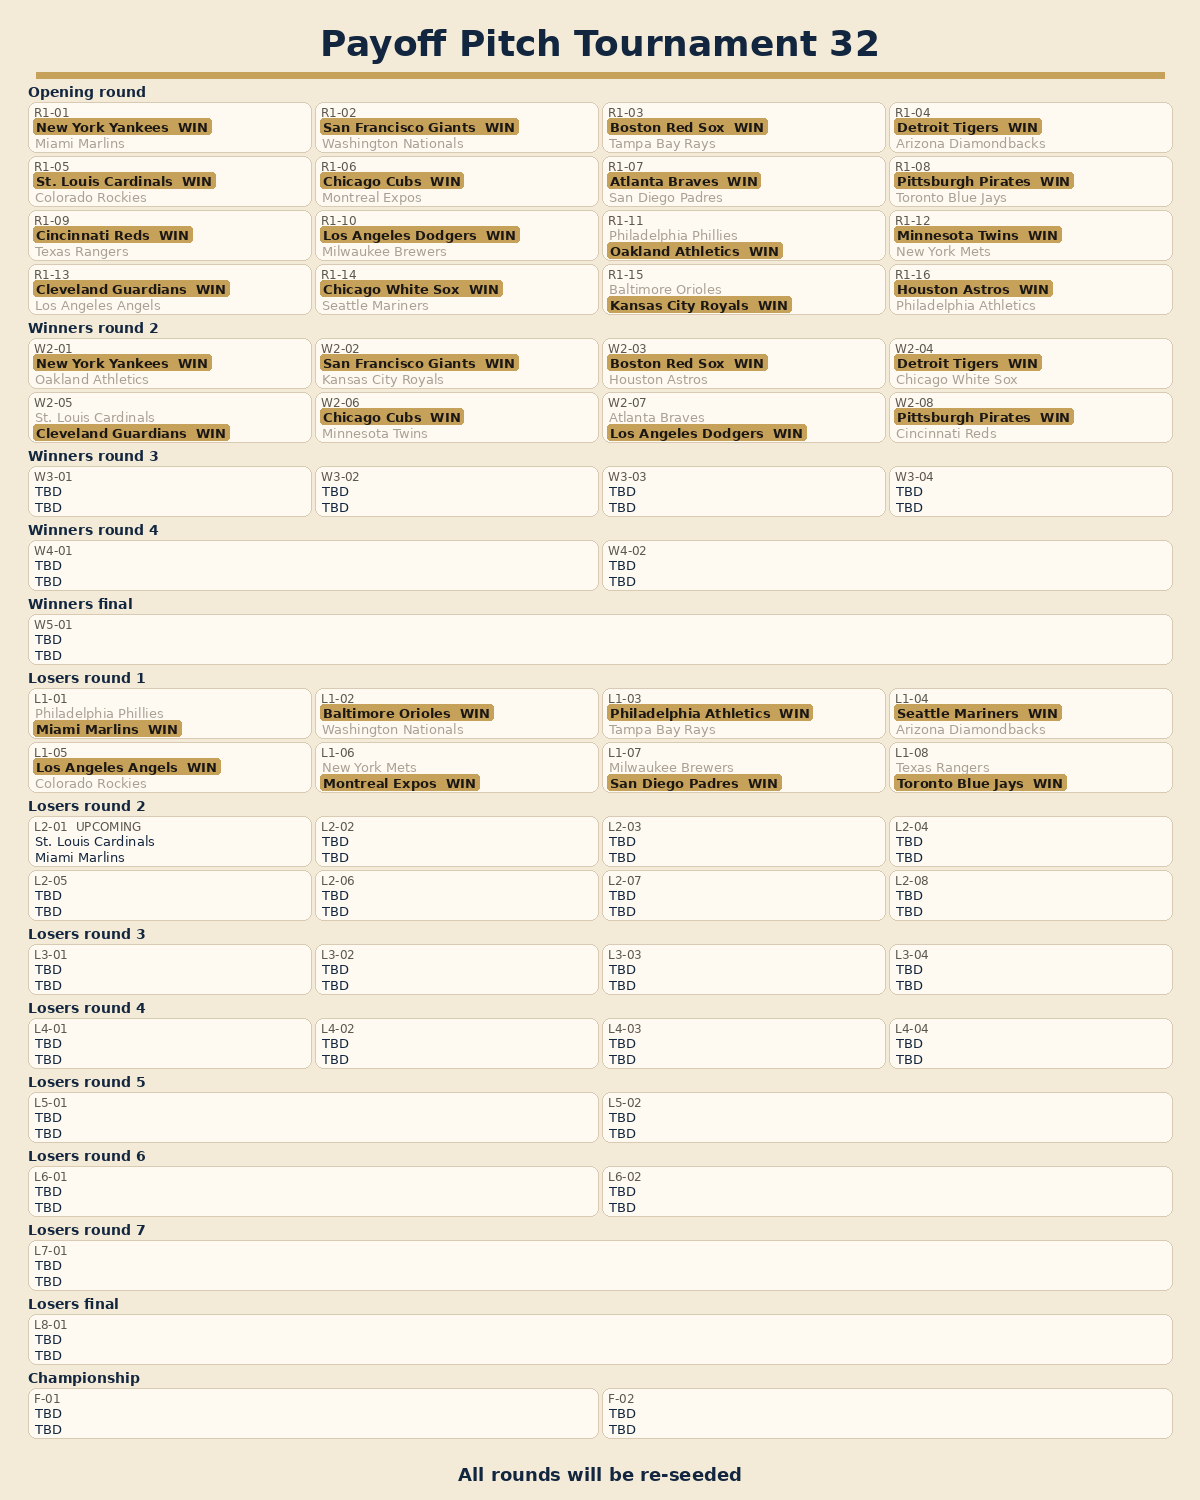 Payoff Pitch Tournament 32
Opening round
R1-01
New York Yankees WIN
Miami Marlins
R1-02
San Francisco Giants WIN
Washington Nationals
R1-03
Boston Red Sox WIN
Tampa Bay Rays
R1-04
Detroit Tigers WIN
Arizona Diamondbacks
R1-05
St. Louis Cardinals WIN
Colorado Rockies
R1-06
Chicago Cubs WIN
Montreal Expos
R1-07
Atlanta Braves WIN
San Diego Padres
R1-08
Pittsburgh Pirates WIN
Toronto Blue Jays
R1-09
Cincinnati Reds WIN
Texas Rangers
R1-10
Los Angeles Dodgers WIN
Milwaukee Brewers
R1-11
Philadelphia Phillies
Oakland Athletics WIN
R1-12
Minnesota Twins WIN
New York Mets
R1-13
Cleveland Guardians WIN
Los Angeles Angels
R1-14
Chicago White Sox WIN
Seattle Mariners
R1-15
Baltimore Orioles
Kansas City Royals WIN
R1-16
Houston Astros WIN
Philadelphia Athletics
Winners round 2
W2-01
New York Yankees WIN
Oakland Athletics
W2-02
San Francisco Giants WIN
Kansas City Royals
W2-03
Boston Red Sox WIN
Houston Astros
W2-04
Detroit Tigers WIN
Chicago White Sox
W2-05
St. Louis Cardinals
Cleveland Guardians WIN
W2-06
Chicago Cubs WIN
Minnesota Twins
W2-07
Atlanta Braves
Los Angeles Dodgers WIN
W2-08
Pittsburgh Pirates WIN
Cincinnati Reds
Winners round 3
W3-01
TBD
TBD
W3-02
TBD
TBD
W3-03
TBD
TBD
W3-04
TBD
TBD
Winners round 4
W4-01
TBD
TBD
W4-02
TBD
TBD
Winners final
W5-01
TBD
TBD
Losers round 1
L1-01
Philadelphia Phillies
Miami Marlins WIN
L1-02
Baltimore Orioles WIN
Washington Nationals
L1-03
Philadelphia Athletics WIN
Tampa Bay Rays
L1-04
Seattle Mariners WIN
Arizona Diamondbacks
L1-05
Los Angeles Angels WIN
Colorado Rockies
L1-06
New York Mets
Montreal Expos WIN
L1-07
Milwaukee Brewers
San Diego Padres WIN
L1-08
Texas Rangers
Toronto Blue Jays WIN
Losers round 2
L2-01 UPCOMING
St. Louis Cardinals
Miami Marlins
L2-02
TBD
TBD
L2-03
TBD
TBD
L2-04
TBD
TBD
L2-05
TBD
TBD
L2-06
TBD
TBD
L2-07
TBD
TBD
L2-08
TBD
TBD
Losers round 3
L3-01
TBD
TBD
L3-02
TBD
TBD
L3-03
TBD
TBD
L3-04
TBD
TBD
Losers round 4
L4-01
TBD
TBD
L4-02
TBD
TBD
L4-03
TBD
TBD
L4-04
TBD
TBD
Losers round 5
L5-01
TBD
TBD
L5-02
TBD
TBD
Losers round 6
L6-01
TBD
TBD
L6-02
TBD
TBD
Losers round 7
L7-01
TBD
TBD
Losers final
L8-01
TBD
TBD
Championship
F-01
TBD
TBD
F-02
TBD
TBD
All rounds will be re-seeded